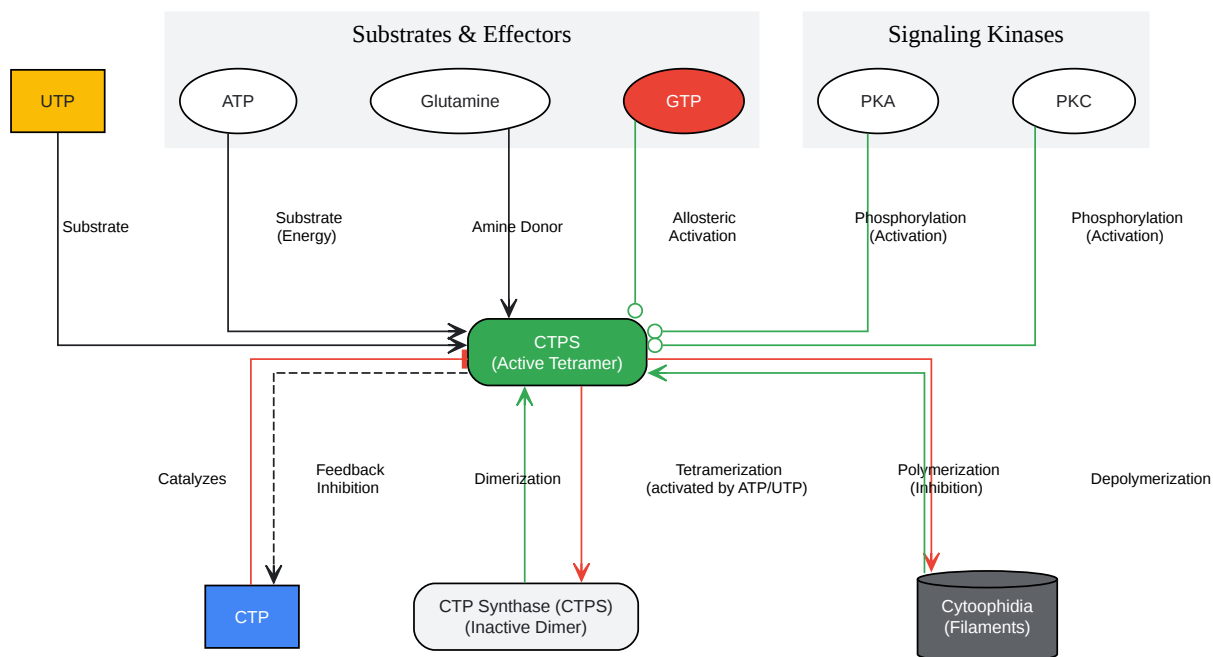 Substrates & Effectors
Signaling Kinases
UTP
ATP
Glutamine
GTP
PKA
PKC
Substrate
Substrate
(Energy)
Amine Donor
Allosteric
Activation
Phosphorylation
(Activation)
Phosphorylation
(Activation)
CTPS
(Active Tetramer)
Catalyzes
Feedback
Inhibition
Dimerization
Tetramerization
(activated by ATP/UTP)
Polymerization
(Inhibition)
Depolymerization
CTP
CTP Synthase (CTPS)
(Inactive Dimer)
Cytoophidia
(Filaments)